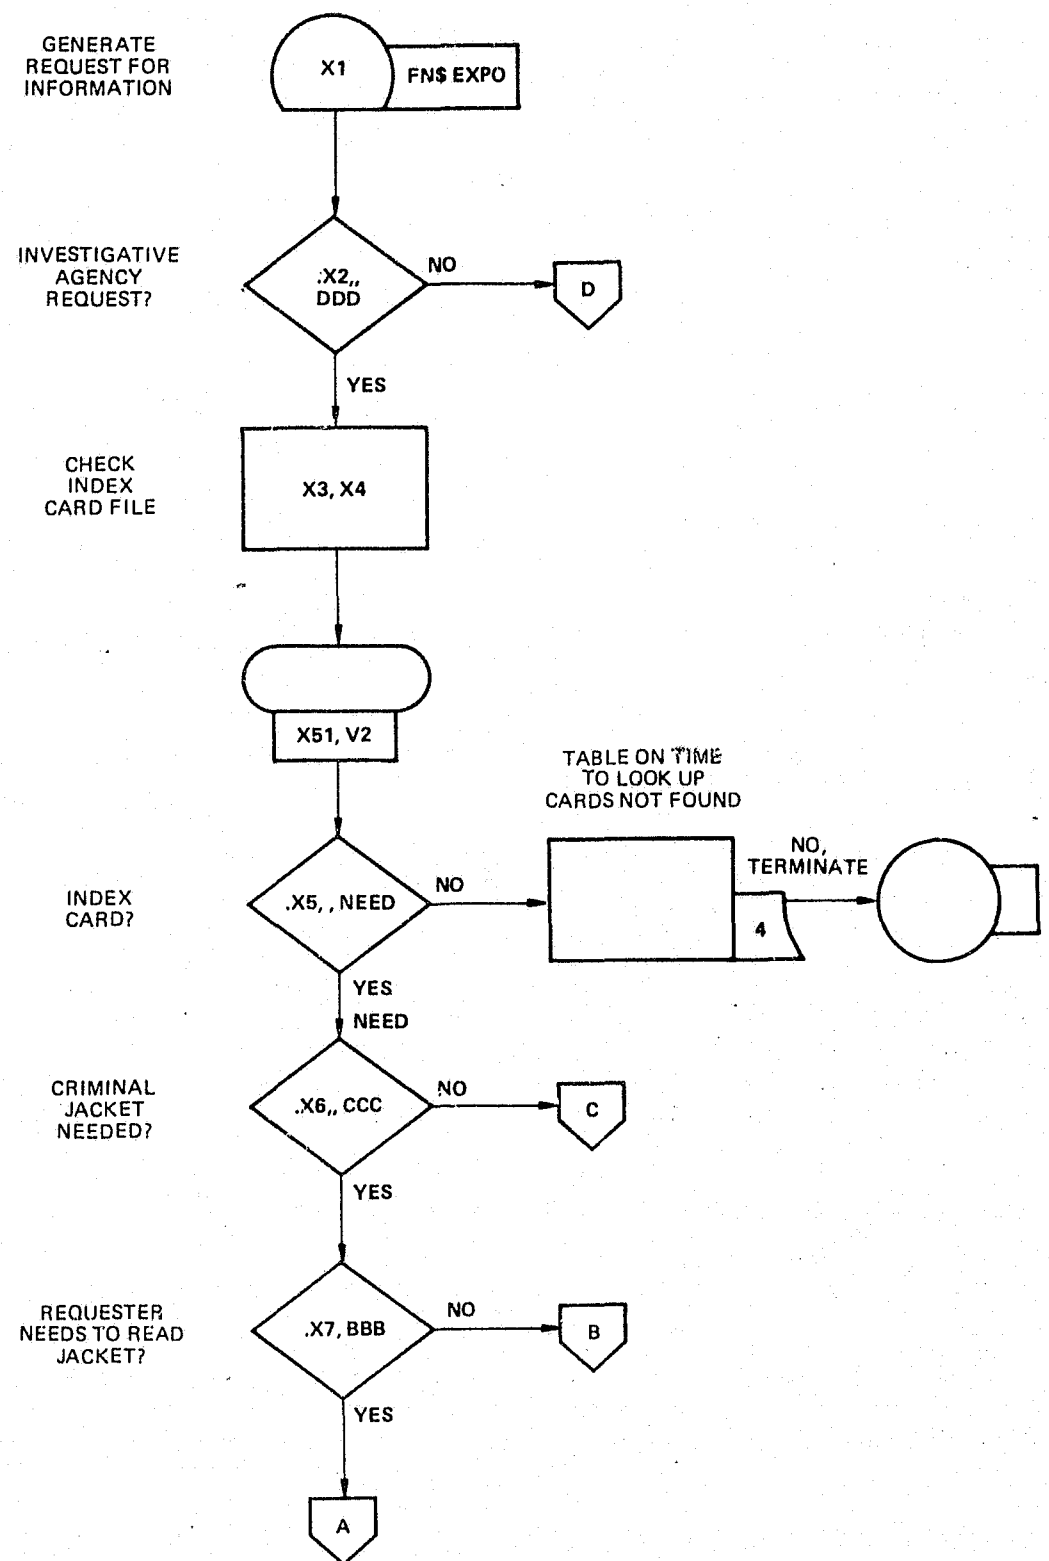 GENERATE
REQUEST FOR
INFORMATION
X1
FN$ EXPO
INVESTIGATIVE
AGENCY
REQUEST?
.X2,,
DDD
NO
D
YES
CHECK
INDEX
CARD FILE
X3, X4
X51, V2
TABLE ON TIME
TO LOOK UP
CARDS NOT FOUND
INDEX
CARD?
.X5, , NEED
NO
4
NO,
TERMINATE
YES
NEED
CRIMINAL
JACKET
NEEDED?
.X6,, CCC
NO
C
YES
REQUESTER
NEEDS TO READ
JACKET?
.X7, BBB
NO
B
YES
A